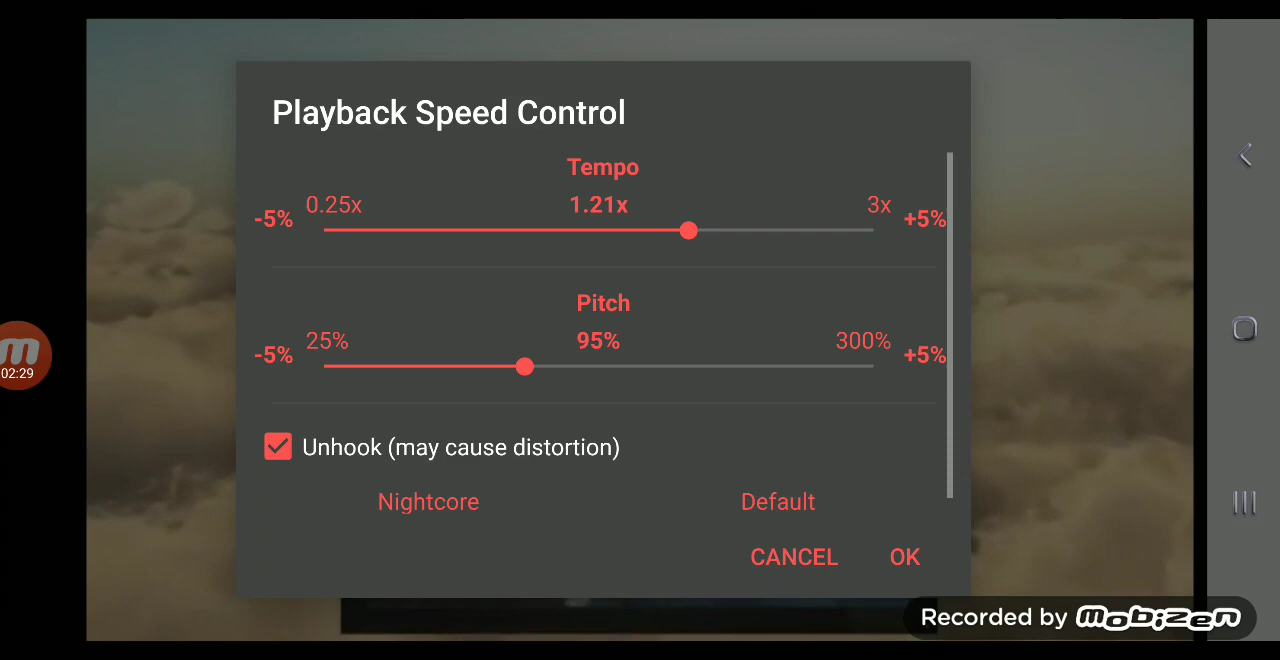 Playback Speed Control
Tempo
0.25x 1.21x 3x
-5% +5%
Pitch
25% 95% 300%
-5% +5%
Unhook (may cause distortion)
Nightcore Default
CANCEL OK
02:29
Recorded by mobizen